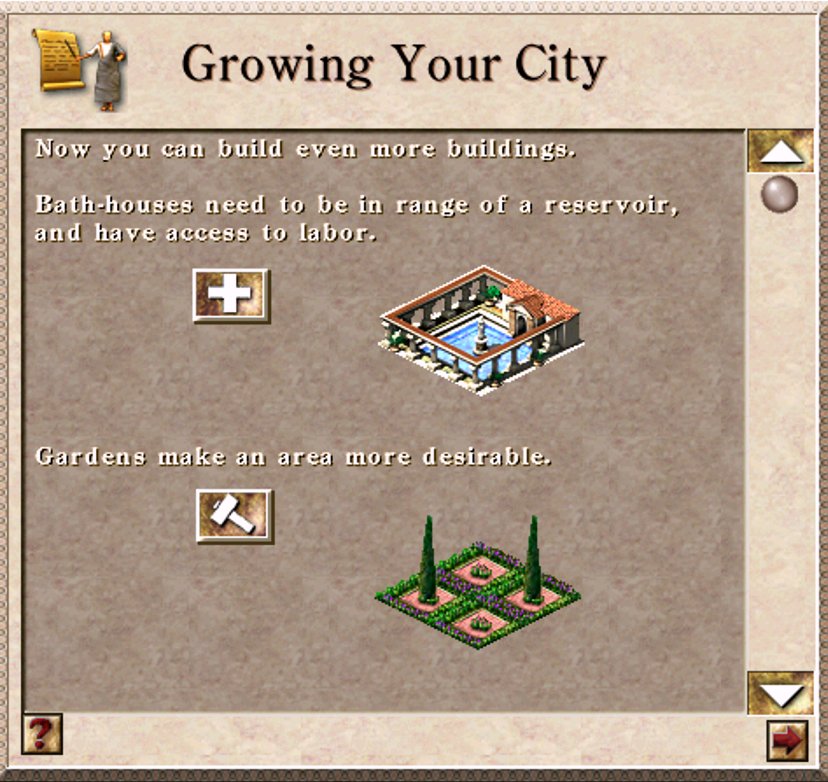 Growing Your City
Now you can build even more buildings.
Bath-houses need to be in range of a reservoir,
and have access to labor.
Gardens make an area more desirable.
?